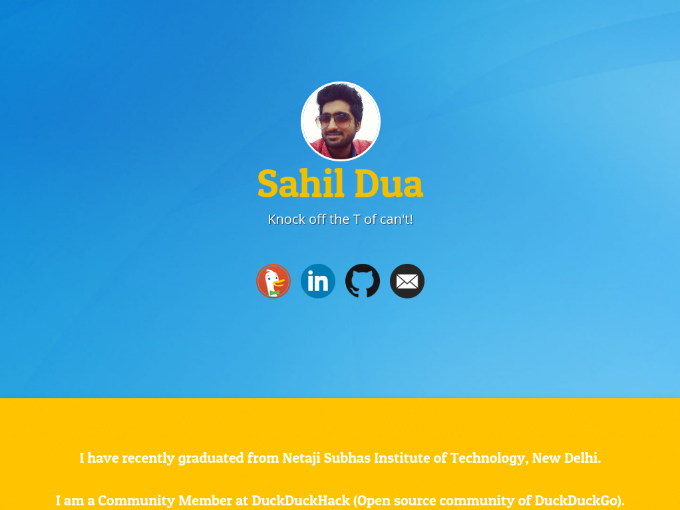 Sahil Dua
Knock off the T of can't!
in
I have recently graduated from Netaji Subhas Institute of Technology, New Delhi.
I am a Community Member at DuckDuckHack (Open source community of DuckDuckGo).